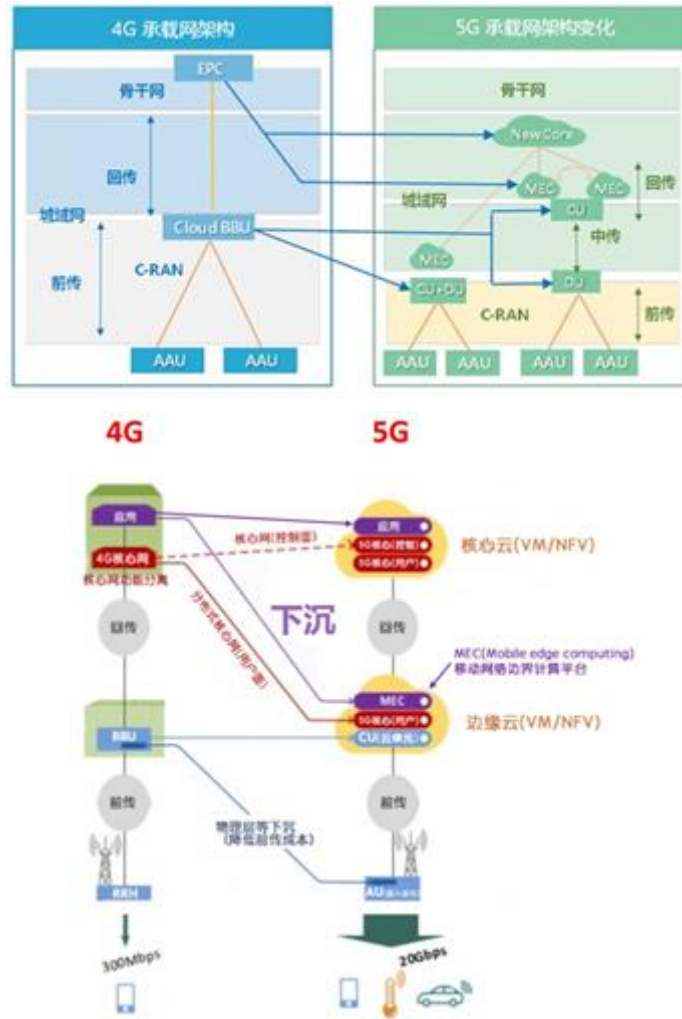 4G 承载网架构
EPC
骨干网
回传
城域网
Cloud BBU
前传
C-RAN
AAU
AAU
5G 承载网架构变化
骨干网
NewCore
MEC
MEC
回传
城域网
CU
中传
MEC
CU+DU
DU
C-RAN
前传
AAU
AAU
AAU
AAU
4G
5G
应用
4G核心网
核心网功能分离
核心网(控制面)
应用
5G核心(控制)
5G核心(用户)
核心云(VM/NFV)
回传
分布式核心网(用户面)
下沉
回传
MEC(Mobile edge computing)
移动网络边界计算平台
MEC
5G核心(用户)
边缘云(VM/NFV)
BBU
前传
前传
物理层等下沉
(降低前传成本)
RRH
300Mbps
20Gbps